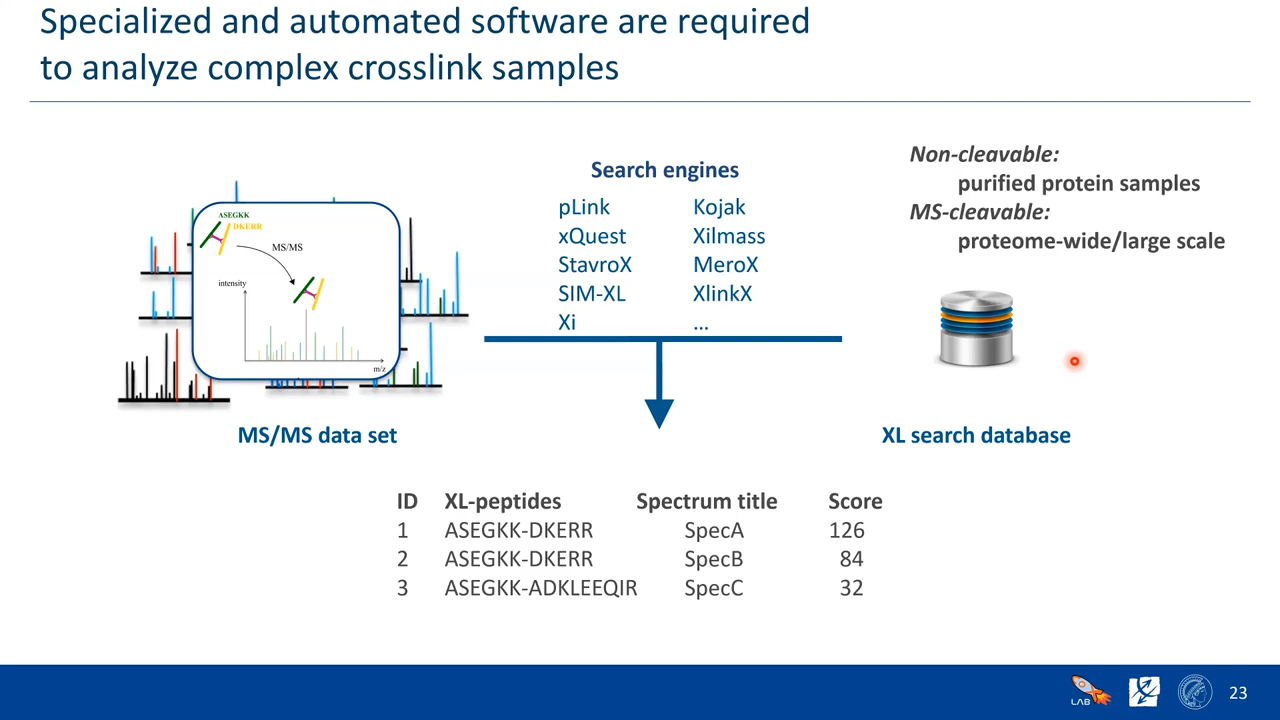 Specialized and automated software are required
to analyze complex crosslink samples
ASEGKK
DKERR
MS/MS
intensity
m/z
MS/MS data set
Search engines
pLink Kojak
xQuest Xilmass
StavroX MeroX
SIM-XL XlinkX
Xi ...
Non-cleavable:
purified protein samples
MS-cleavable:
proteome-wide/large scale
XL search database
ID XL-peptides Spectrum title Score
1 ASEGKK-DKERR SpecA 126
2 ASEGKK-DKERR SpecB 84
3 ASEGKK-ADKLEEQIR SpecC 32
LAB
23